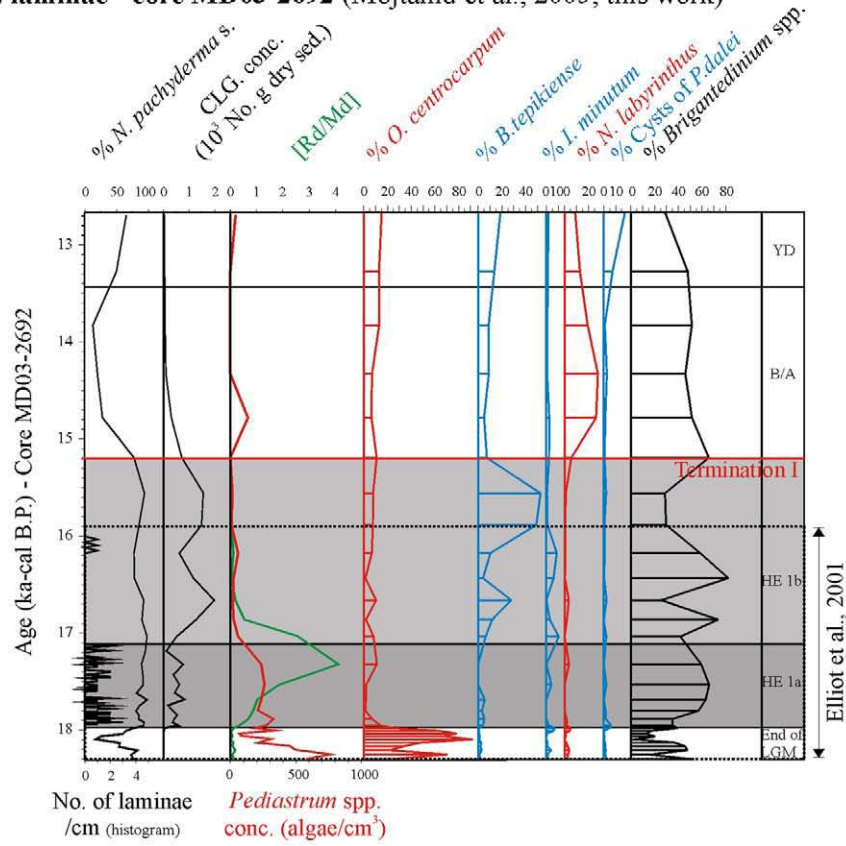 laminae - core MD03-2692 (Mojtahid et al., 2005; this work)
% N. pachyderma s.
CLG. conc.
(10³ No. g dry sed.)
[Rd/Md]
% O. centrocarpum
% B.tepikiense
% I. minutum
% N. labyrinthus
% Cysts of P.dalei
% Brigantedinium spp.
0 50 100 0 1 2 0 1 2 3 4 0 20 40 60 80 0 20 40 0 10 0 20 0 10 0 20 40 60 80
Age (ka-cal B.P.) - Core MD03-2692
13
14
15
16
17
18
YD
B/A
Termination I
HE 1b
HE 1a
End of
LGM
Elliot et al., 2001
0 2 4
0 500 1000
No. of laminae
/cm (histogram)
Pediastrum spp.
conc. (algae/cm³)